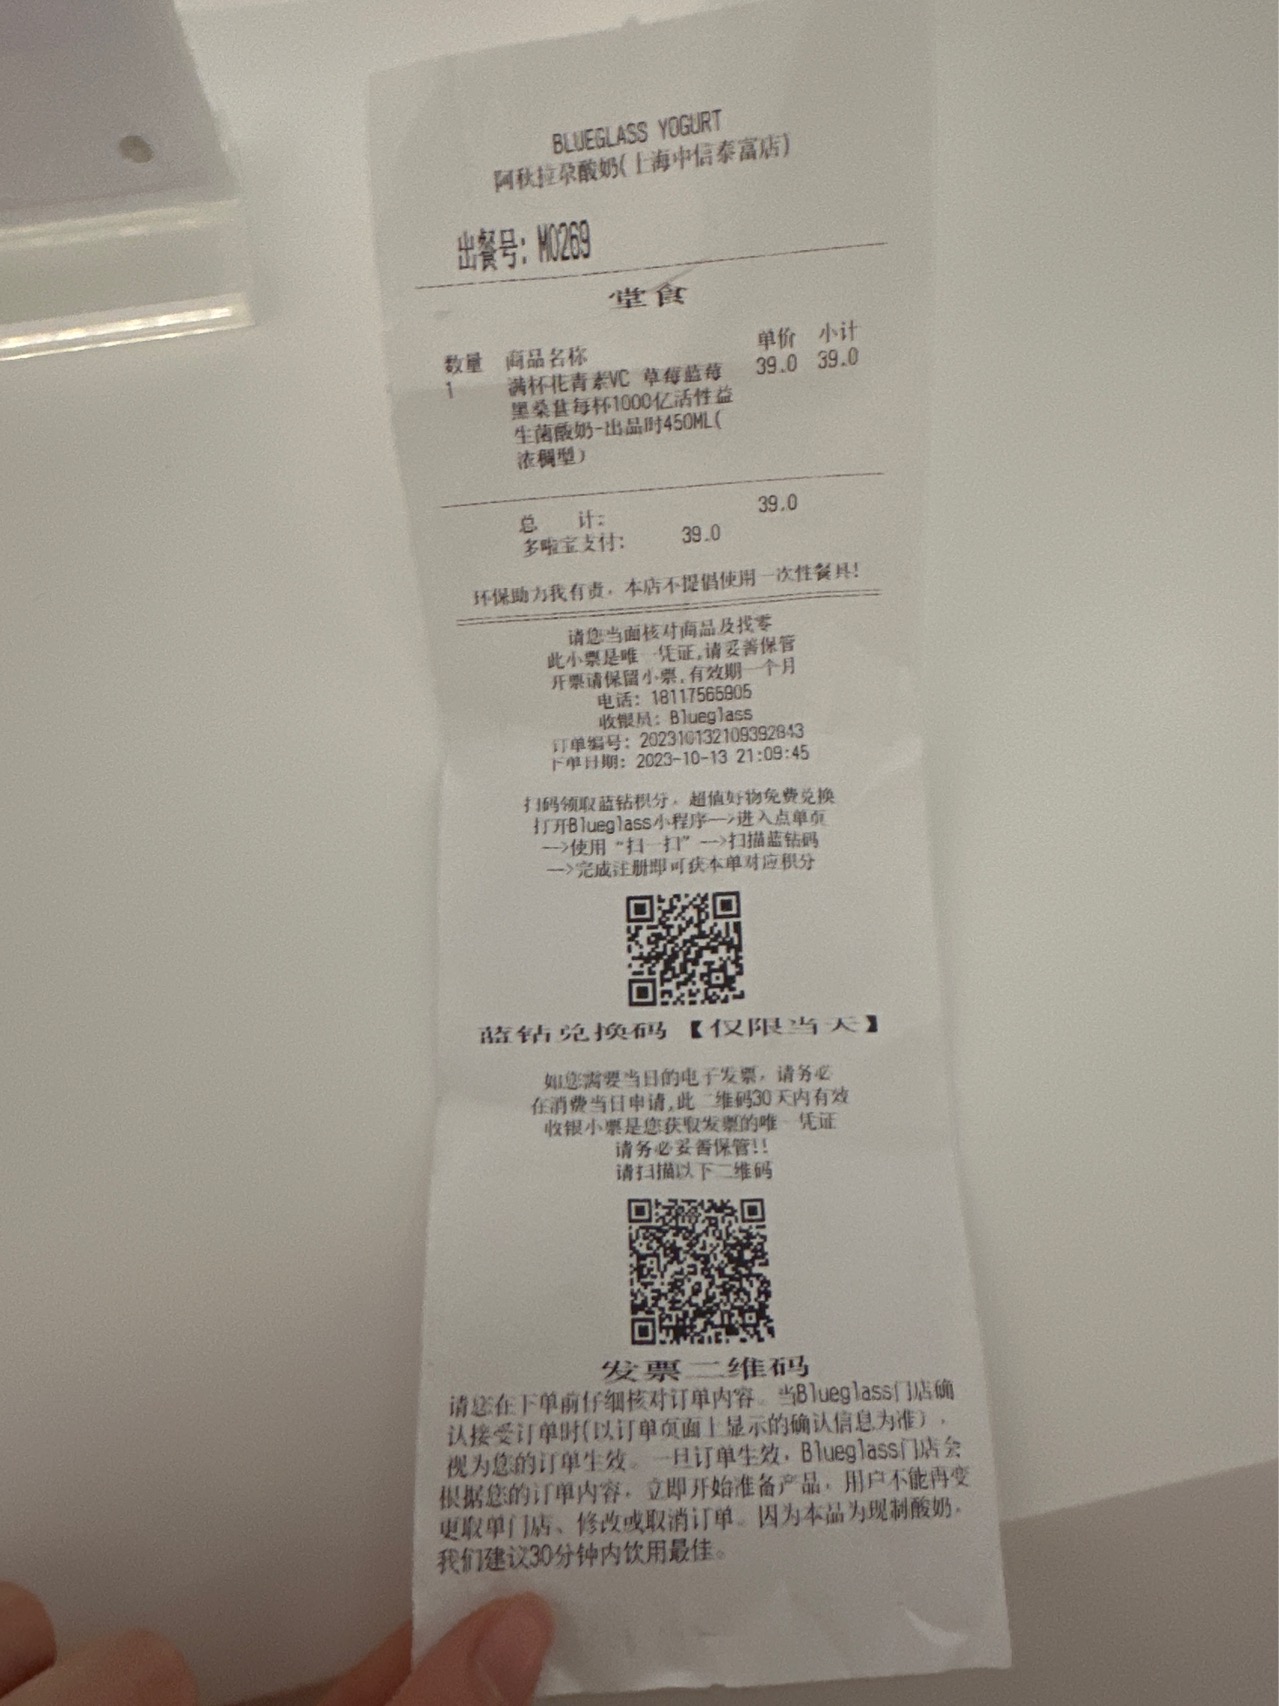 BLUEGLASS YOGURT
阿秋拉尕酸奶(上海中信泰富店)
出餐号: M0269
堂食
数量 商品名称 单价 小计
1 满杯花青素VC 草莓蓝莓 39.0 39.0
黑桑葚每杯1000亿活性益
生菌酸奶-出品时450ML(
浓稠型)
总 计: 39.0
多啦宝支付: 39.0
环保助力我有责，本店不提倡使用一次性餐具!
请您当面核对商品及找零
此小票是唯一凭证,请妥善保管
开票请保留小票,有效期一个月
电话: 18117565905
收银员: Blueglass
订单编号: 202310132109392843
下单日期: 2023-10-13 21:09:45
扫码领取蓝钻积分，超值好物免费兑换
打开Blueglass小程序-->进入点单页
-->使用“扫一扫”-->扫描蓝钻码
-->完成注册即可获本单对应积分
蓝钻兑换码【仅限当天】
如您需要当日的电子发票，请务必
在消费当日申请,此二维码30天内有效
收银小票是您获取发票的唯一凭证
请务必妥善保管!!
请扫描以下二维码
发票二维码
请您在下单前仔细核对订单内容。当Blueglass门店确
认接受订单时(以订单页面上显示的确认信息为准)，
视为您的订单生效。一旦订单生效，Blueglass门店会
根据您的订单内容，立即开始准备产品，用户不能再变
更取单门店、修改或取消订单。因为本品为现制酸奶，
我们建议30分钟内饮用最佳。